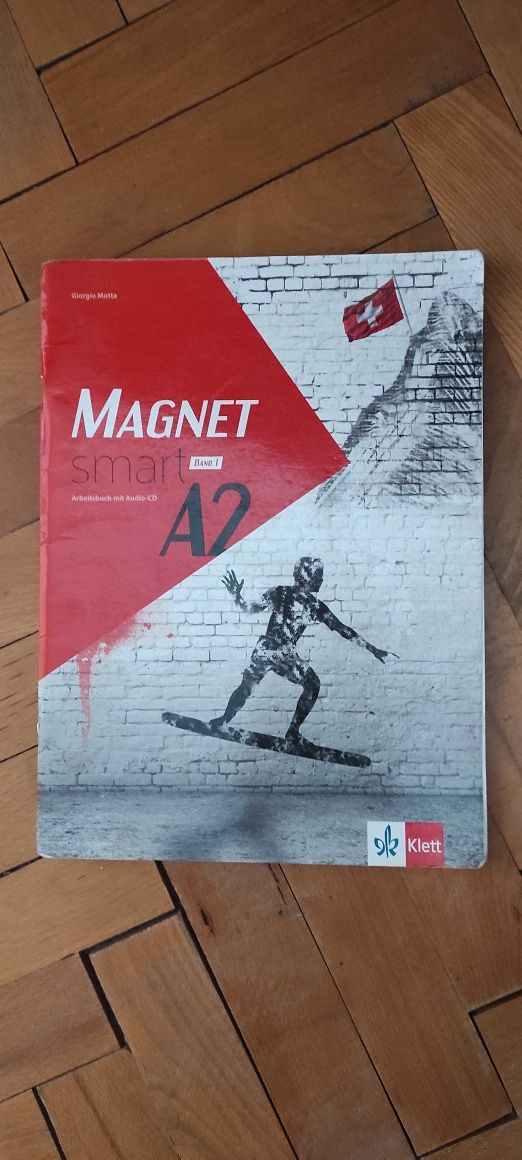 Giorgio Motta
MAGNET
smart BAND 1
Arbeitsbuch mit Audio-CD
A2
Klett